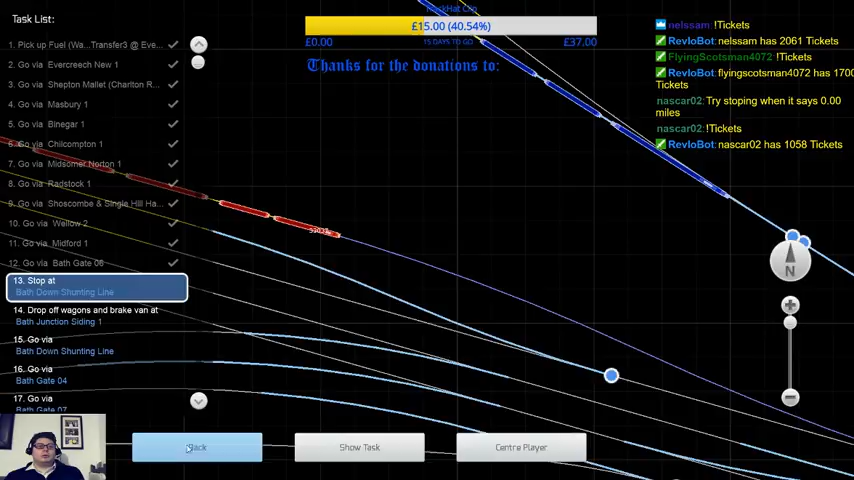 Task List:
1. Pick up Fuel (Wa...Transfer3 @ Eve...
2. Go via Evercreech New 1
3. Go via Shepton Mallet (Charlton R...
4. Go via Masbury 1
5. Go via Binegar 1
6. Go via Chilcompton 1
7. Go via Midsomer Norton 1
8. Go via Radstock 1
9. Go via Shoscombe & Single Hill Ha...
10. Go via Wellow 2
11. Go via Midford 1
12. Go via Bath Gate 06
13. Stop at
Bath Down Shunting Line
14. Drop off wagons and brake van at
Bath Junction Siding 1
15. Go via
Bath Down Shunting Line
16. Go via
Bath Gate 04
17. Go via
Bath Gate 07
£15.00 (40.54%)
£0.00
15 DAYS TO GO
£37.00
Thanks for the donations to:
nelssam: !Tickets
RevloBot: nelssam has 2061 Tickets
FlyingScotsman4072 !Tickets
RevloBot: flyingscotsman4072 has 1700
Tickets
nascar02: Try stoping when it says 0.00
miles
nascar02: !Tickets
RevloBot: nascar02 has 1058 Tickets
N
Back
Show Task
Centre Player